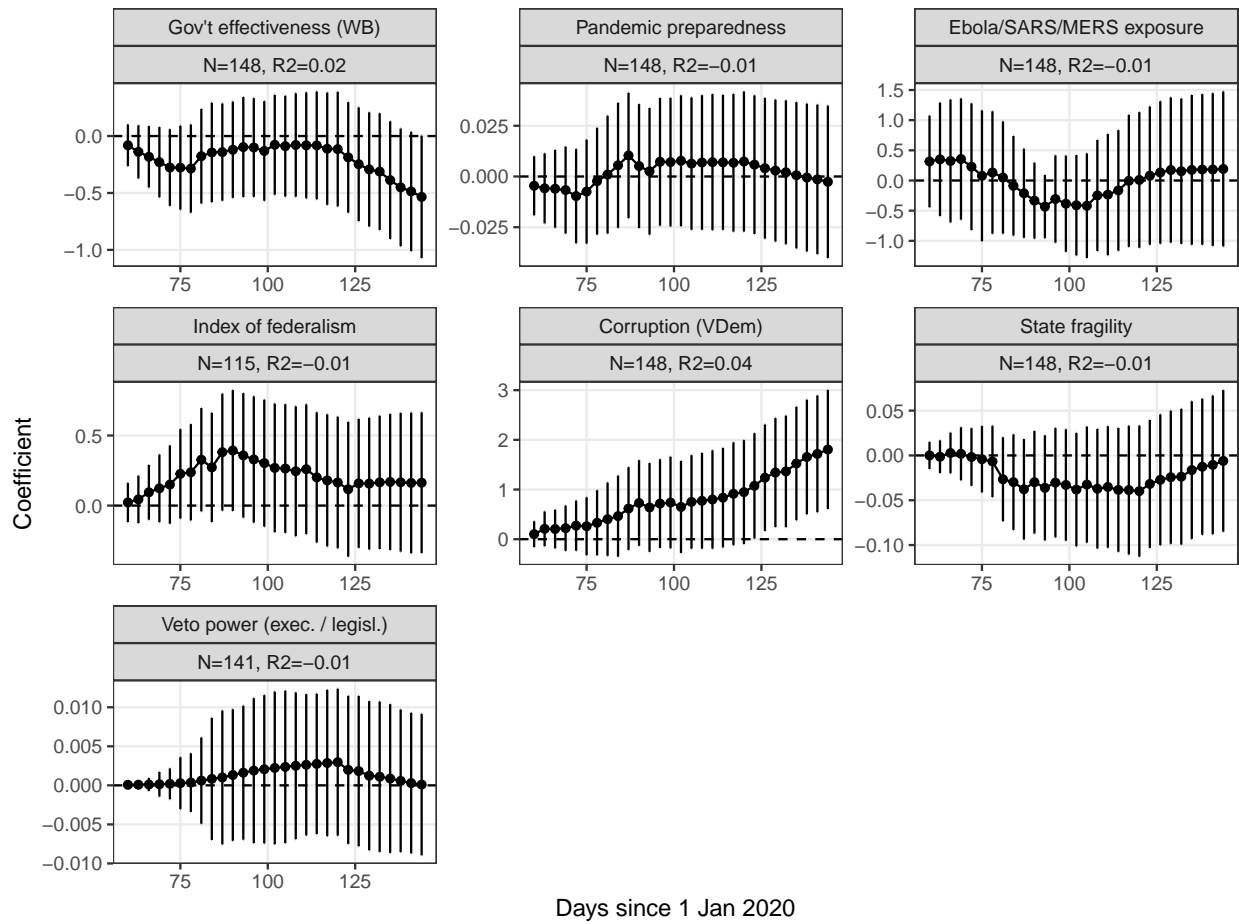 Gov't effectiveness (WB)
N=148, R2=0.02
0.0
−0.5
−1.0
75 100 125
Pandemic preparedness
N=148, R2=−0.01
0.025
0.000
−0.025
75 100 125
Ebola/SARS/MERS exposure
N=148, R2=−0.01
1.5
1.0
0.5
0.0
−0.5
−1.0
75 100 125
Index of federalism
N=115, R2=−0.01
0.5
0.0
75 100 125
Corruption (VDem)
N=148, R2=0.04
3
2
1
0
75 100 125
State fragility
N=148, R2=−0.01
0.05
0.00
−0.05
−0.10
75 100 125
Veto power (exec. / legisl.)
N=141, R2=−0.01
0.010
0.005
0.000
−0.005
−0.010
75 100 125
Coefficient
Days since 1 Jan 2020